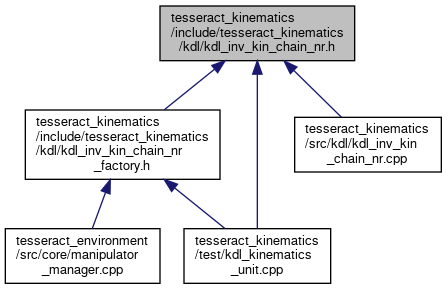 tesseract_kinematics
/include/tesseract_kinematics
/kdl/kdl_inv_kin_chain_nr.h
tesseract_kinematics
/include/tesseract_kinematics
/kdl/kdl_inv_kin_chain_nr
_factory.h
tesseract_kinematics
/src/kdl/kdl_inv_kin
_chain_nr.cpp
tesseract_environment
/src/core/manipulator
_manager.cpp
tesseract_kinematics
/test/kdl_kinematics
_unit.cpp